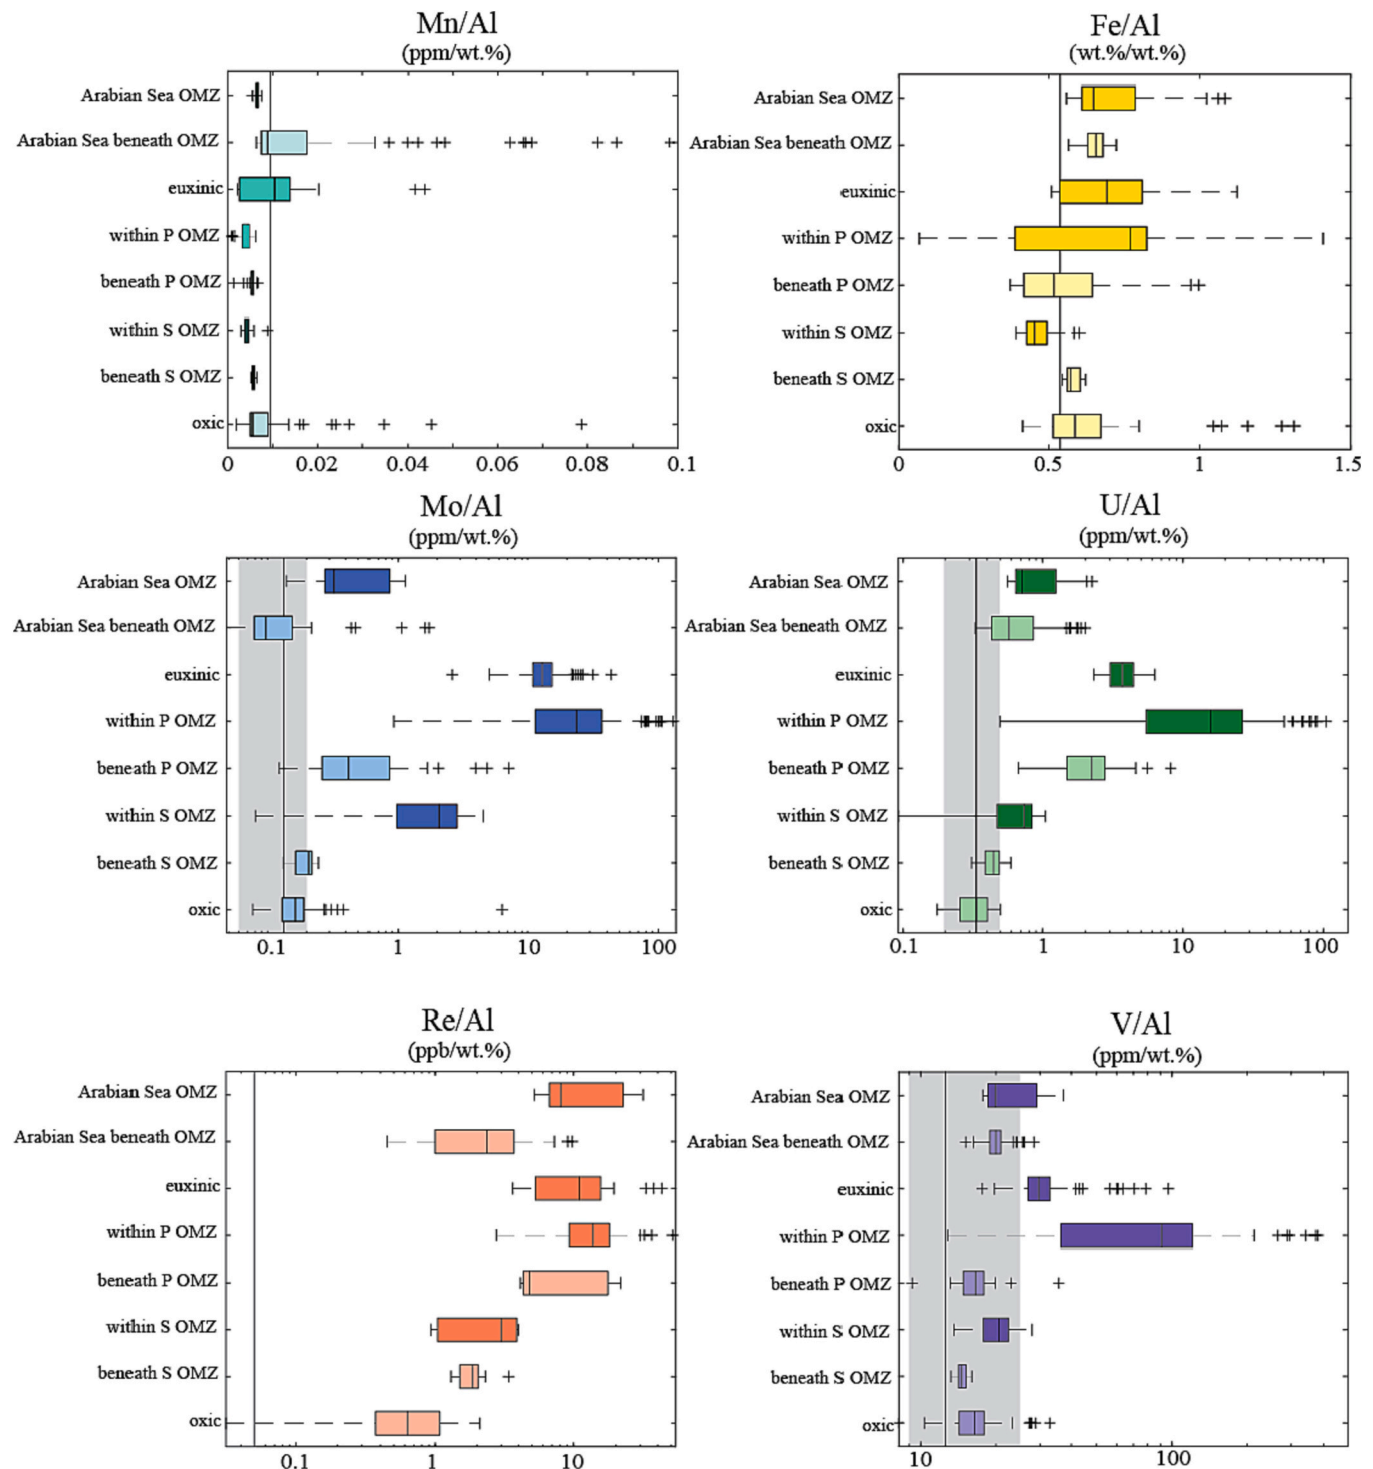 Mn/Al
(ppm/wt.%)
Arabian Sea OMZ
Arabian Sea beneath OMZ
euxinic
within P OMZ
beneath P OMZ
within S OMZ
beneath S OMZ
oxic
0 0.02 0.04 0.06 0.08 0.1
Fe/Al
(wt.%/wt.%)
Arabian Sea OMZ
Arabian Sea beneath OMZ
euxinic
within P OMZ
beneath P OMZ
within S OMZ
beneath S OMZ
oxic
0 0.5 1 1.5
Mo/Al
(ppm/wt.%)
Arabian Sea OMZ
Arabian Sea beneath OMZ
euxinic
within P OMZ
beneath P OMZ
within S OMZ
beneath S OMZ
oxic
0.1 1 10 100
U/Al
(ppm/wt.%)
Arabian Sea OMZ
Arabian Sea beneath OMZ
euxinic
within P OMZ
beneath P OMZ
within S OMZ
beneath S OMZ
oxic
0.1 1 10 100
Re/Al
(ppb/wt.%)
Arabian Sea OMZ
Arabian Sea beneath OMZ
euxinic
within P OMZ
beneath P OMZ
within S OMZ
beneath S OMZ
oxic
0.1 1 10
V/Al
(ppm/wt.%)
Arabian Sea OMZ
Arabian Sea beneath OMZ
euxinic
within P OMZ
beneath P OMZ
within S OMZ
beneath S OMZ
oxic
10 100